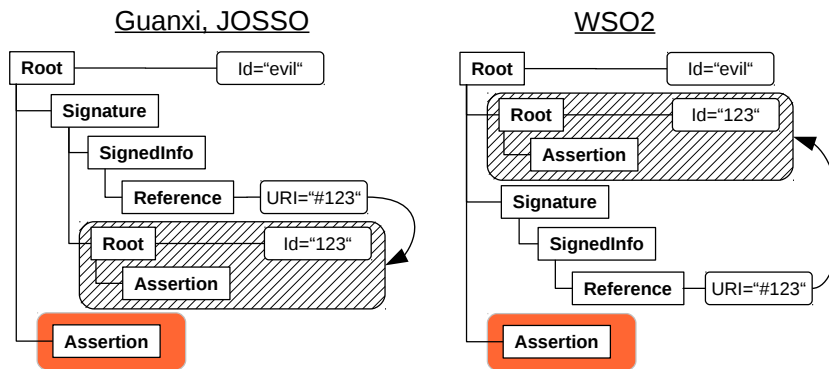 Guanxi, JOSSO
Root
Id="evil“
Signature
SignedInfo
Reference
URI="#123“
Root
Id="123“
Assertion
Assertion
WSO2
Root
Id="evil“
Root
Id="123“
Assertion
Signature
SignedInfo
Reference
URI="#123“
Assertion